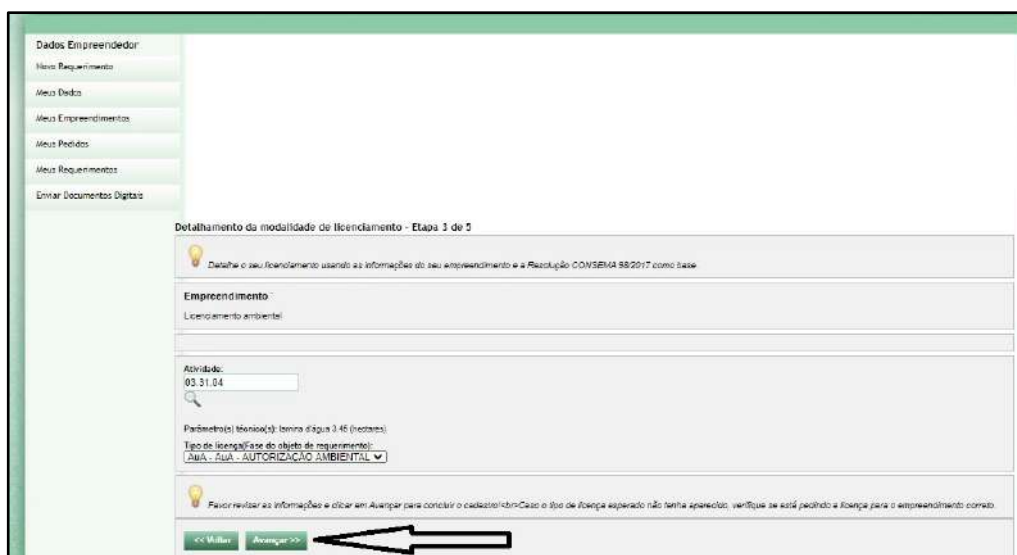 Dados Empreendedor
Novo Requerimento
Meus Dados
Meus Empreendimentos
Meus Pedidos
Meus Requerimentos
Enviar Documentos Digitais
Detalhamento da modalidade de licenciamento - Etapa 3 de 5
Detalhe o seu licenciamento usando as informações do seu empreendimento e a Resolução CONSEMA 98/2017 como base
Empreendimento
Licenciamento ambiental
Atividade:
03.31.04
Parâmetro(s) técnico(s): lamina d'água 3.45 (hectares)
Tipo de licença(Fase do objeto de requerimento):
AuA - AuA - AUTORIZAÇÃO AMBIENTAL
Favor revisar as informações e clicar em Avançar para concluir o cadastro!<br>Caso o tipo de licença esperado não tenha aparecido, verifique se está pedindo a licença para o empreendimento correto.
<< Voltar Avançar >>